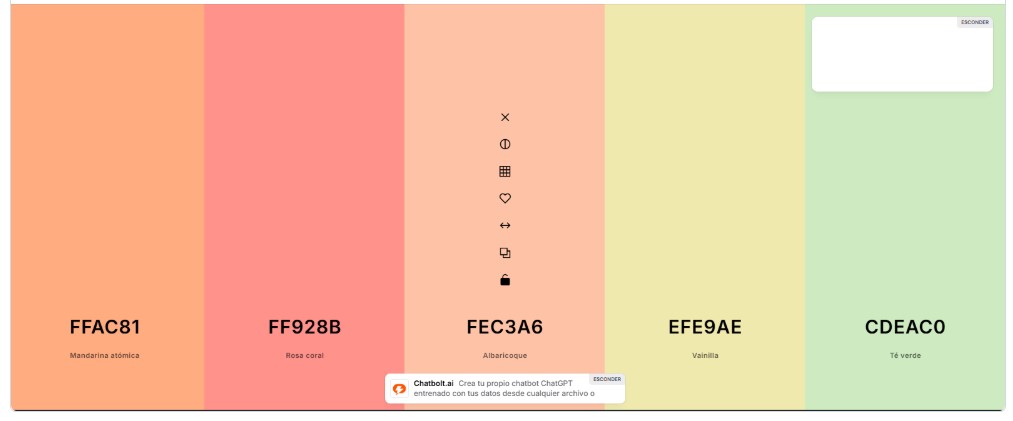 ESCONDER
FFAC81
Mandarina atómica
FF928B
Rosa coral
FEC3A6
Albaricoque
EFE9AE
Vainilla
CDEAC0
Té verde
Chatbolt.ai Crea tu propio chatbot ChatGPT
entrenado con tus datos desde cualquier archivo o
ESCONDER